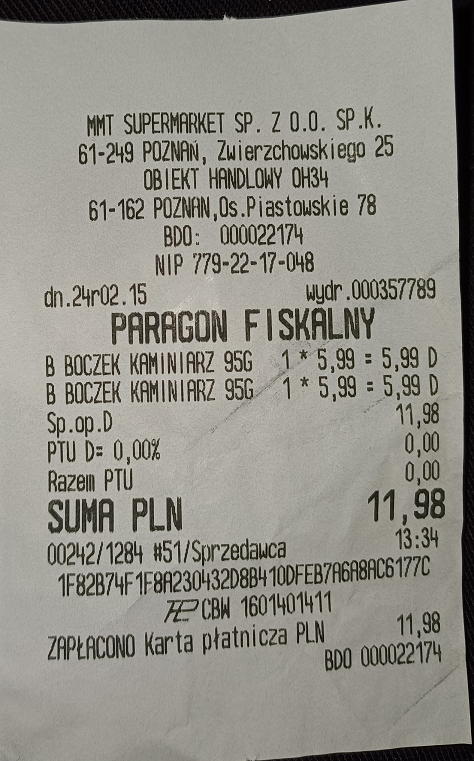 MMT SUPERMARKET SP. Z O.O. SP.K.
61-249 POZNAŃ, Zwierzchowskiego 25
OBIEKT HANDLOWY OH34
61-162 POZNAŃ,Os.Piastowskie 78
BDO: 000022174
NIP 779-22-17-048
dn.24r02.15 wydr.000357789
PARAGON FISKALNY
B BOCZEK KAMINIARZ 95G 1 * 5,99 = 5,99 D
B BOCZEK KAMINIARZ 95G 1 * 5,99 = 5,99 D
Sp.op.D 11,98
PTU D= 0,00% 0,00
Razem PTU 0,00
SUMA PLN 11,98
00242/1284 #51/Sprzedawca 13:34
1F82B74F1F8A230432D8B410DFEB7A6A8AC6177C
CBW 1601401411
ZAPŁACONO Karta płatnicza PLN 11,98
BDO 000022174